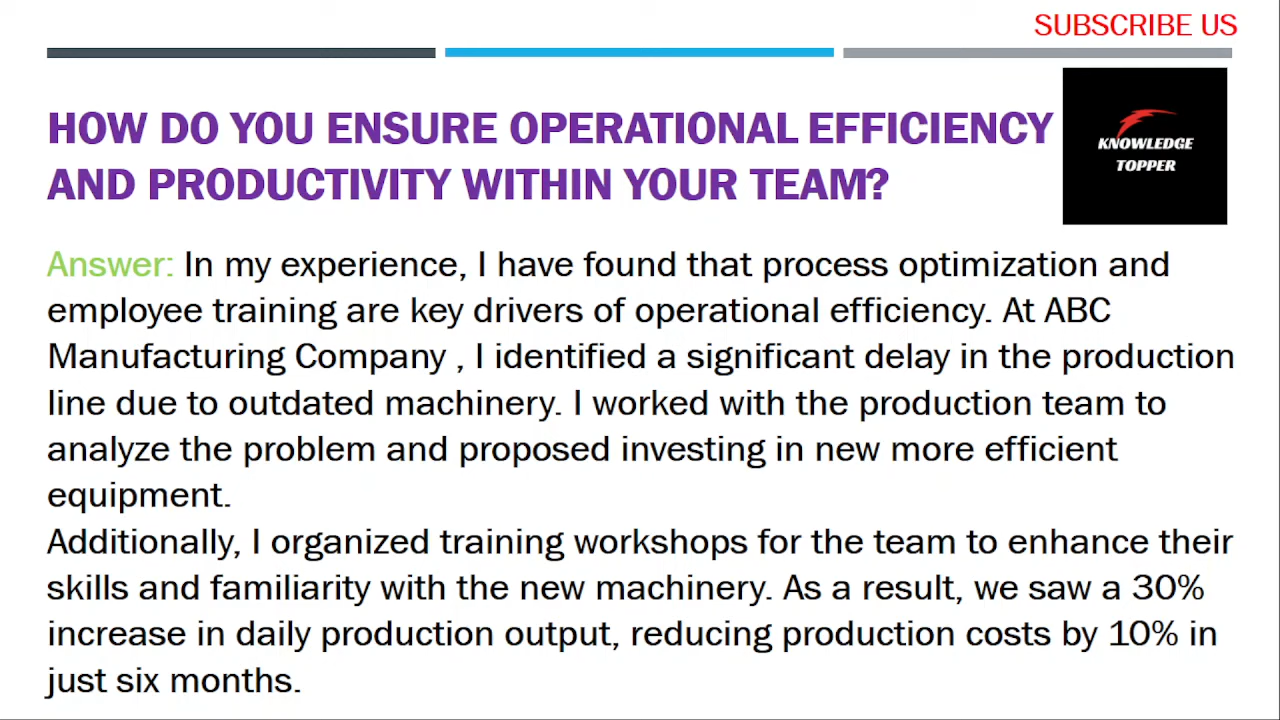 SUBSCRIBE US
HOW DO YOU ENSURE OPERATIONAL EFFICIENCY
AND PRODUCTIVITY WITHIN YOUR TEAM?
KNOWLEDGE
TOPPER
Answer: In my experience, I have found that process optimization and
employee training are key drivers of operational efficiency. At ABC
Manufacturing Company , I identified a significant delay in the production
line due to outdated machinery. I worked with the production team to
analyze the problem and proposed investing in new more efficient
equipment.
Additionally, I organized training workshops for the team to enhance their
skills and familiarity with the new machinery. As a result, we saw a 30%
increase in daily production output, reducing production costs by 10% in
just six months.